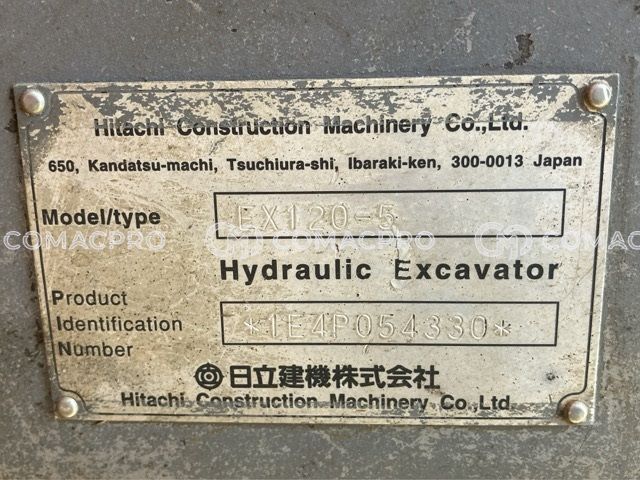 Hitachi Construction Machinery Co.,Ltd.
650, Kandatsu-machi, Tsuchiura-shi, Ibaraki-ken, 300-0013 Japan
Model/type EX120-5
Hydraulic Excavator
Product
Identification
Number *1E4P054330*
日立建機株式会社
Hitachi Construction Machinery Co.,Ltd.
COMACPRO COMACPRO COMACPRO